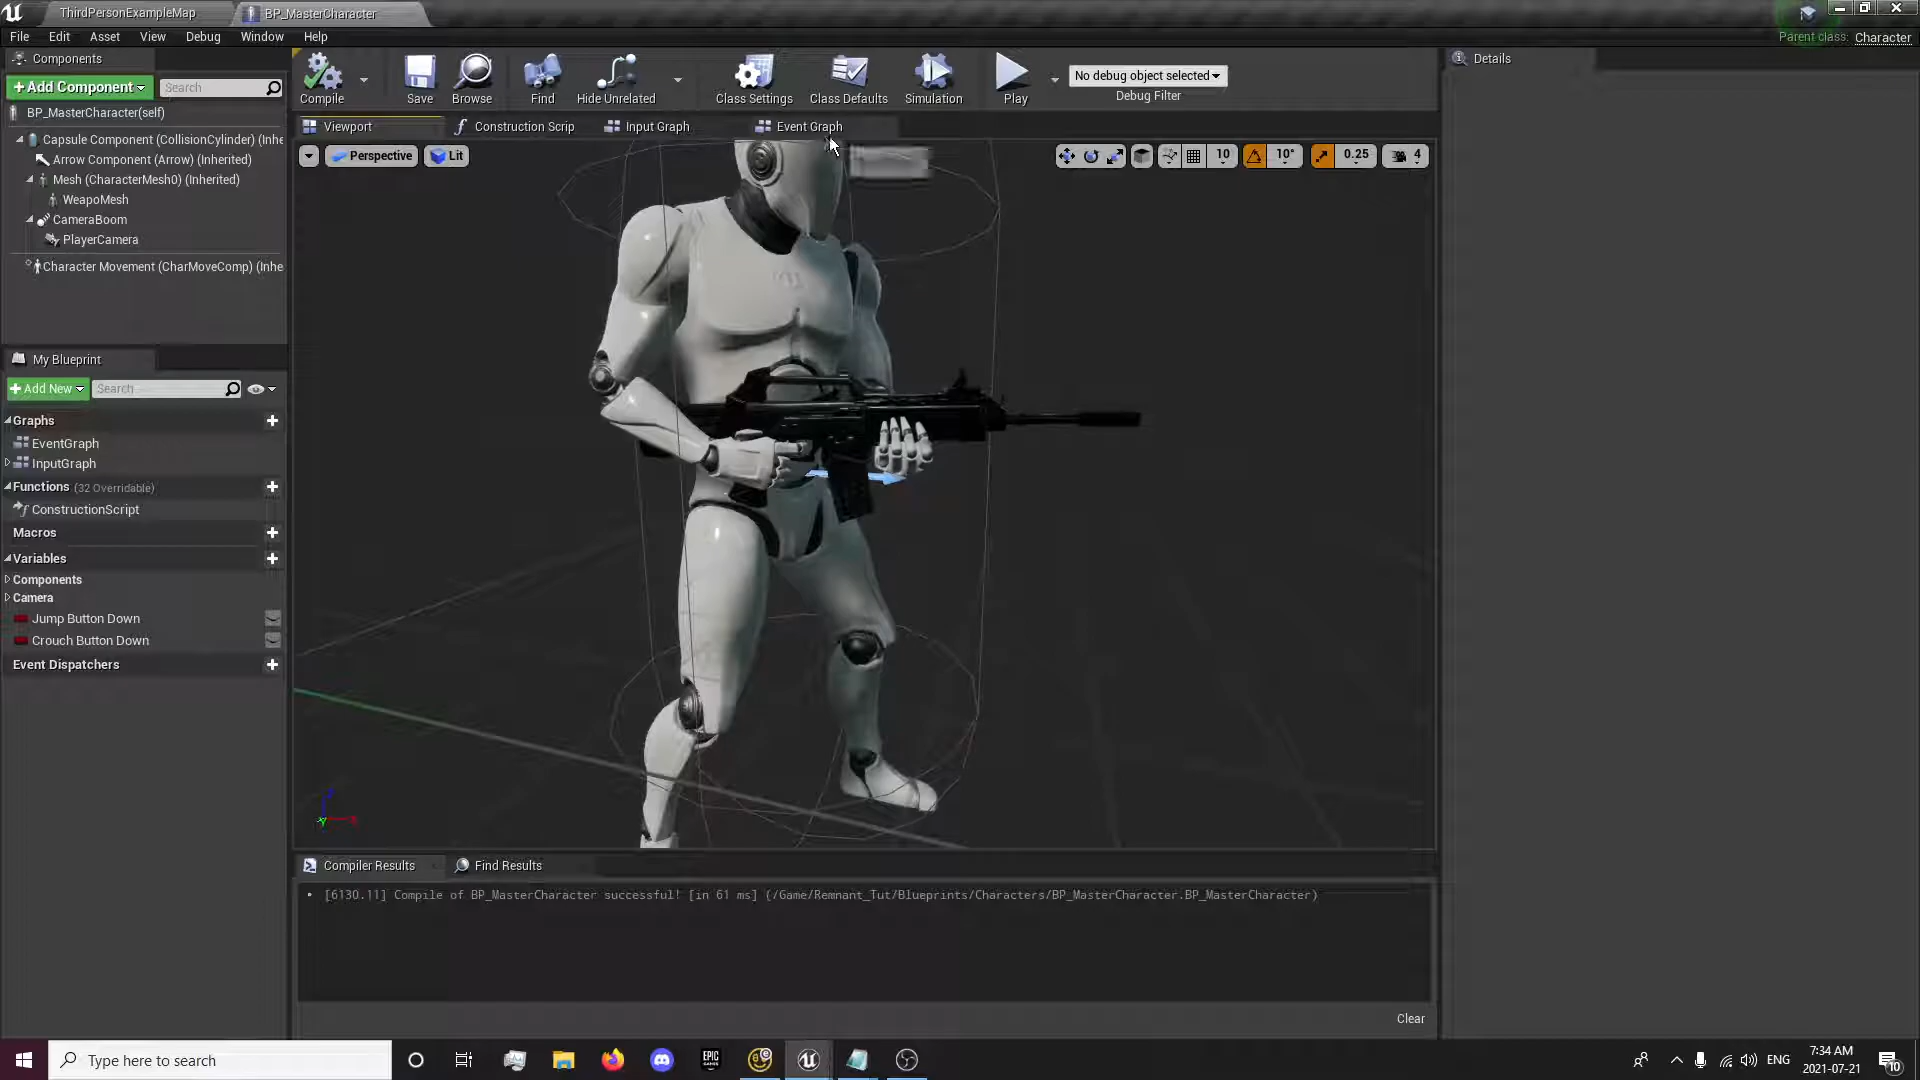 ThirdPersonExampleMap
BP_MasterCharacter
File Edit Asset View Debug Window Help
Parent class: Character
Components
+Add Component
Search
BP_MasterCharacter(self)
Capsule Component (CollisionCylinder) (Inhe
Arrow Component (Arrow) (Inherited)
Mesh (CharacterMesh0) (Inherited)
WeapoMesh
CameraBoom
PlayerCamera
Character Movement (CharMoveComp) (Inhe
My Blueprint
+Add New
Search
Graphs
EventGraph
InputGraph
Functions (32 Overridable)
ConstructionScript
Macros
Variables
Components
Camera
Jump Button Down
Crouch Button Down
Event Dispatchers
Compile
Save
Browse
Find
Hide Unrelated
Class Settings
Class Defaults
Simulation
Play
No debug object selected
Debug Filter
Viewport
Construction Scrip
Input Graph
Event Graph
Perspective
Lit
10
10°
0.25
4
Details
Compiler Results
Find Results
[6130.11] Compile of BP_MasterCharacter successful! [in 61 ms] (/Game/Remnant_Tut/Blueprints/Characters/BP_MasterCharacter.BP_MasterCharacter)
Clear
Type here to search
EPIC GAMES
ENG
7:34 AM
2021-07-21
10